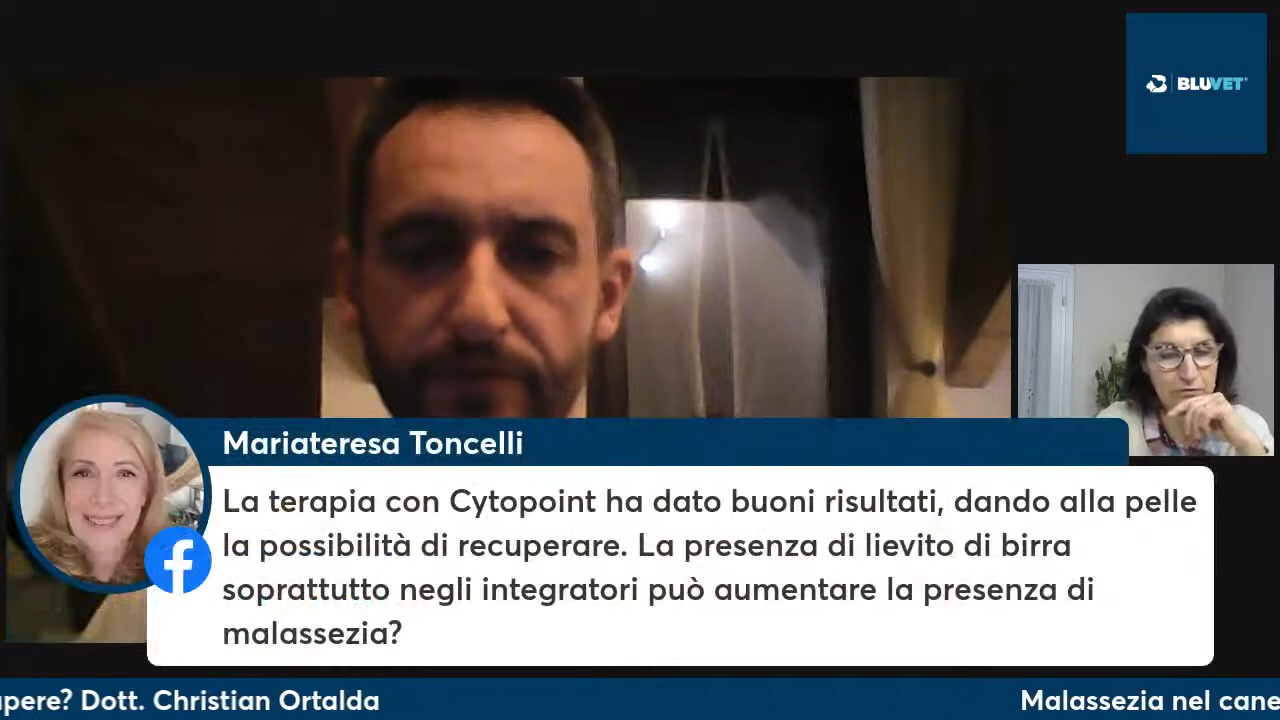 BLUVET
Mariateresa Toncelli
La terapia con Cytopoint ha dato buoni risultati, dando alla pelle
la possibilità di recuperare. La presenza di lievito di birra
soprattutto negli integratori può aumentare la presenza di
malassezia?
apere? Dott. Christian Ortalda
Malassezia nel cane